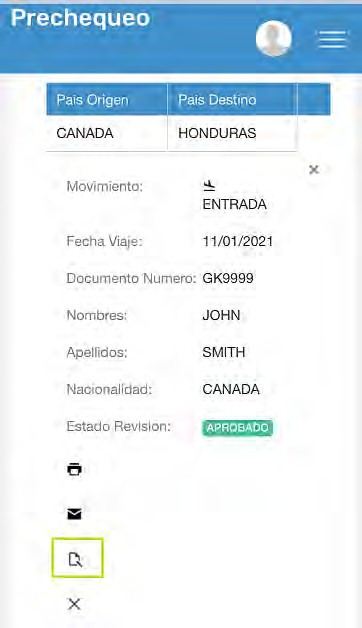 Prechequeo
Pais Origen Pais Destino
CANADA HONDURAS
Movimiento:
ENTRADA
Fecha Viaje: 11/01/2021
Documento Numero: GK9999
Nombres: JOHN
Apellidos: SMITH
Nacionalidad: CANADA
Estado Revision: APROBADO